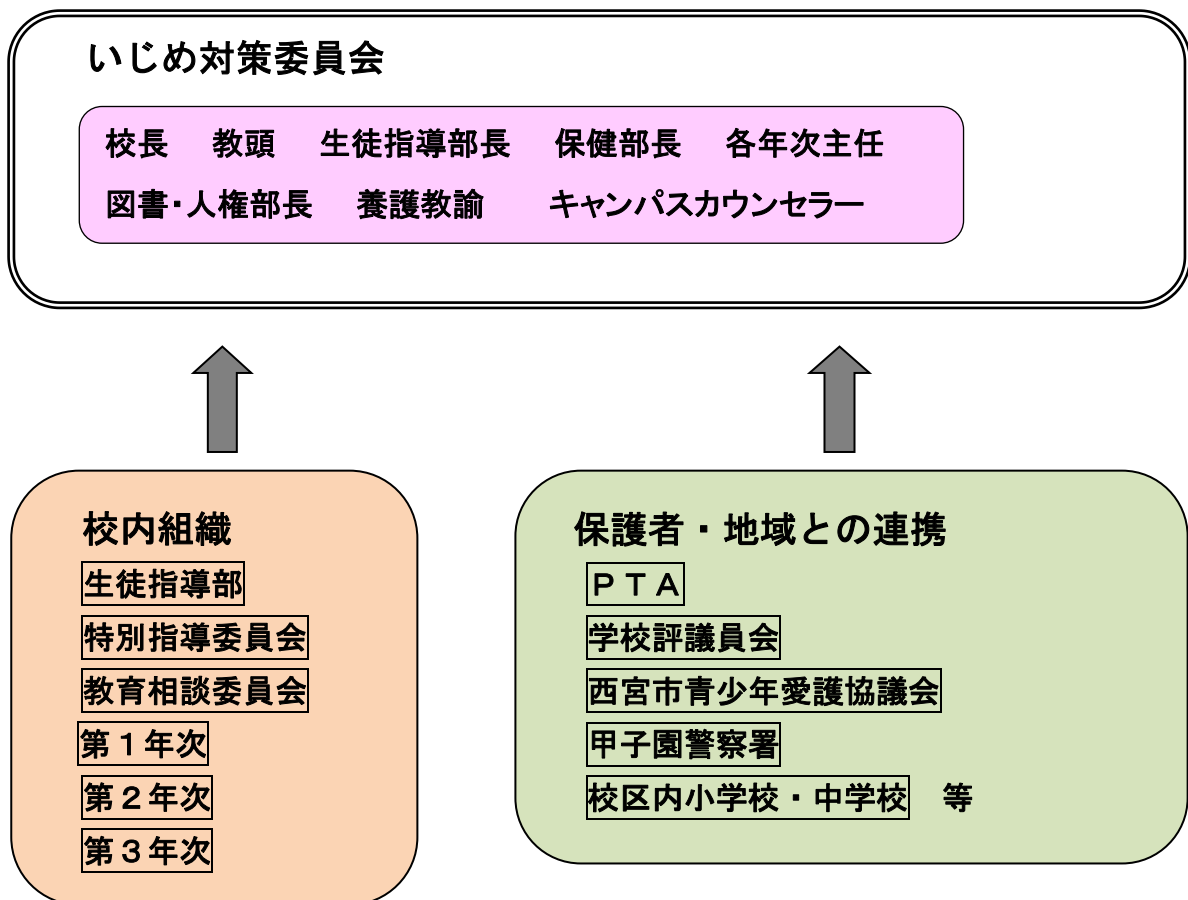 いじめ対策委員会
校長　教頭　生徒指導部長　保健部長　各年次主任
図書・人権部長　養護教諭　キャンパスカウンセラー
校内組織
生徒指導部
特別指導委員会
教育相談委員会
第１年次
第２年次
第３年次
保護者・地域との連携
ＰＴＡ
学校評議員会
西宮市青少年愛護協議会
甲子園警察署
校区内小学校・中学校　等